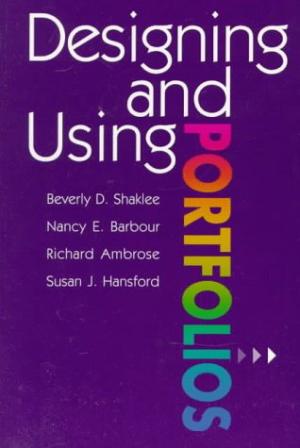 Designing
and
Using
PORTFOLIOS
Beverly D. Shaklee
Nancy E. Barbour
Richard Ambrose
Susan J. Hansford